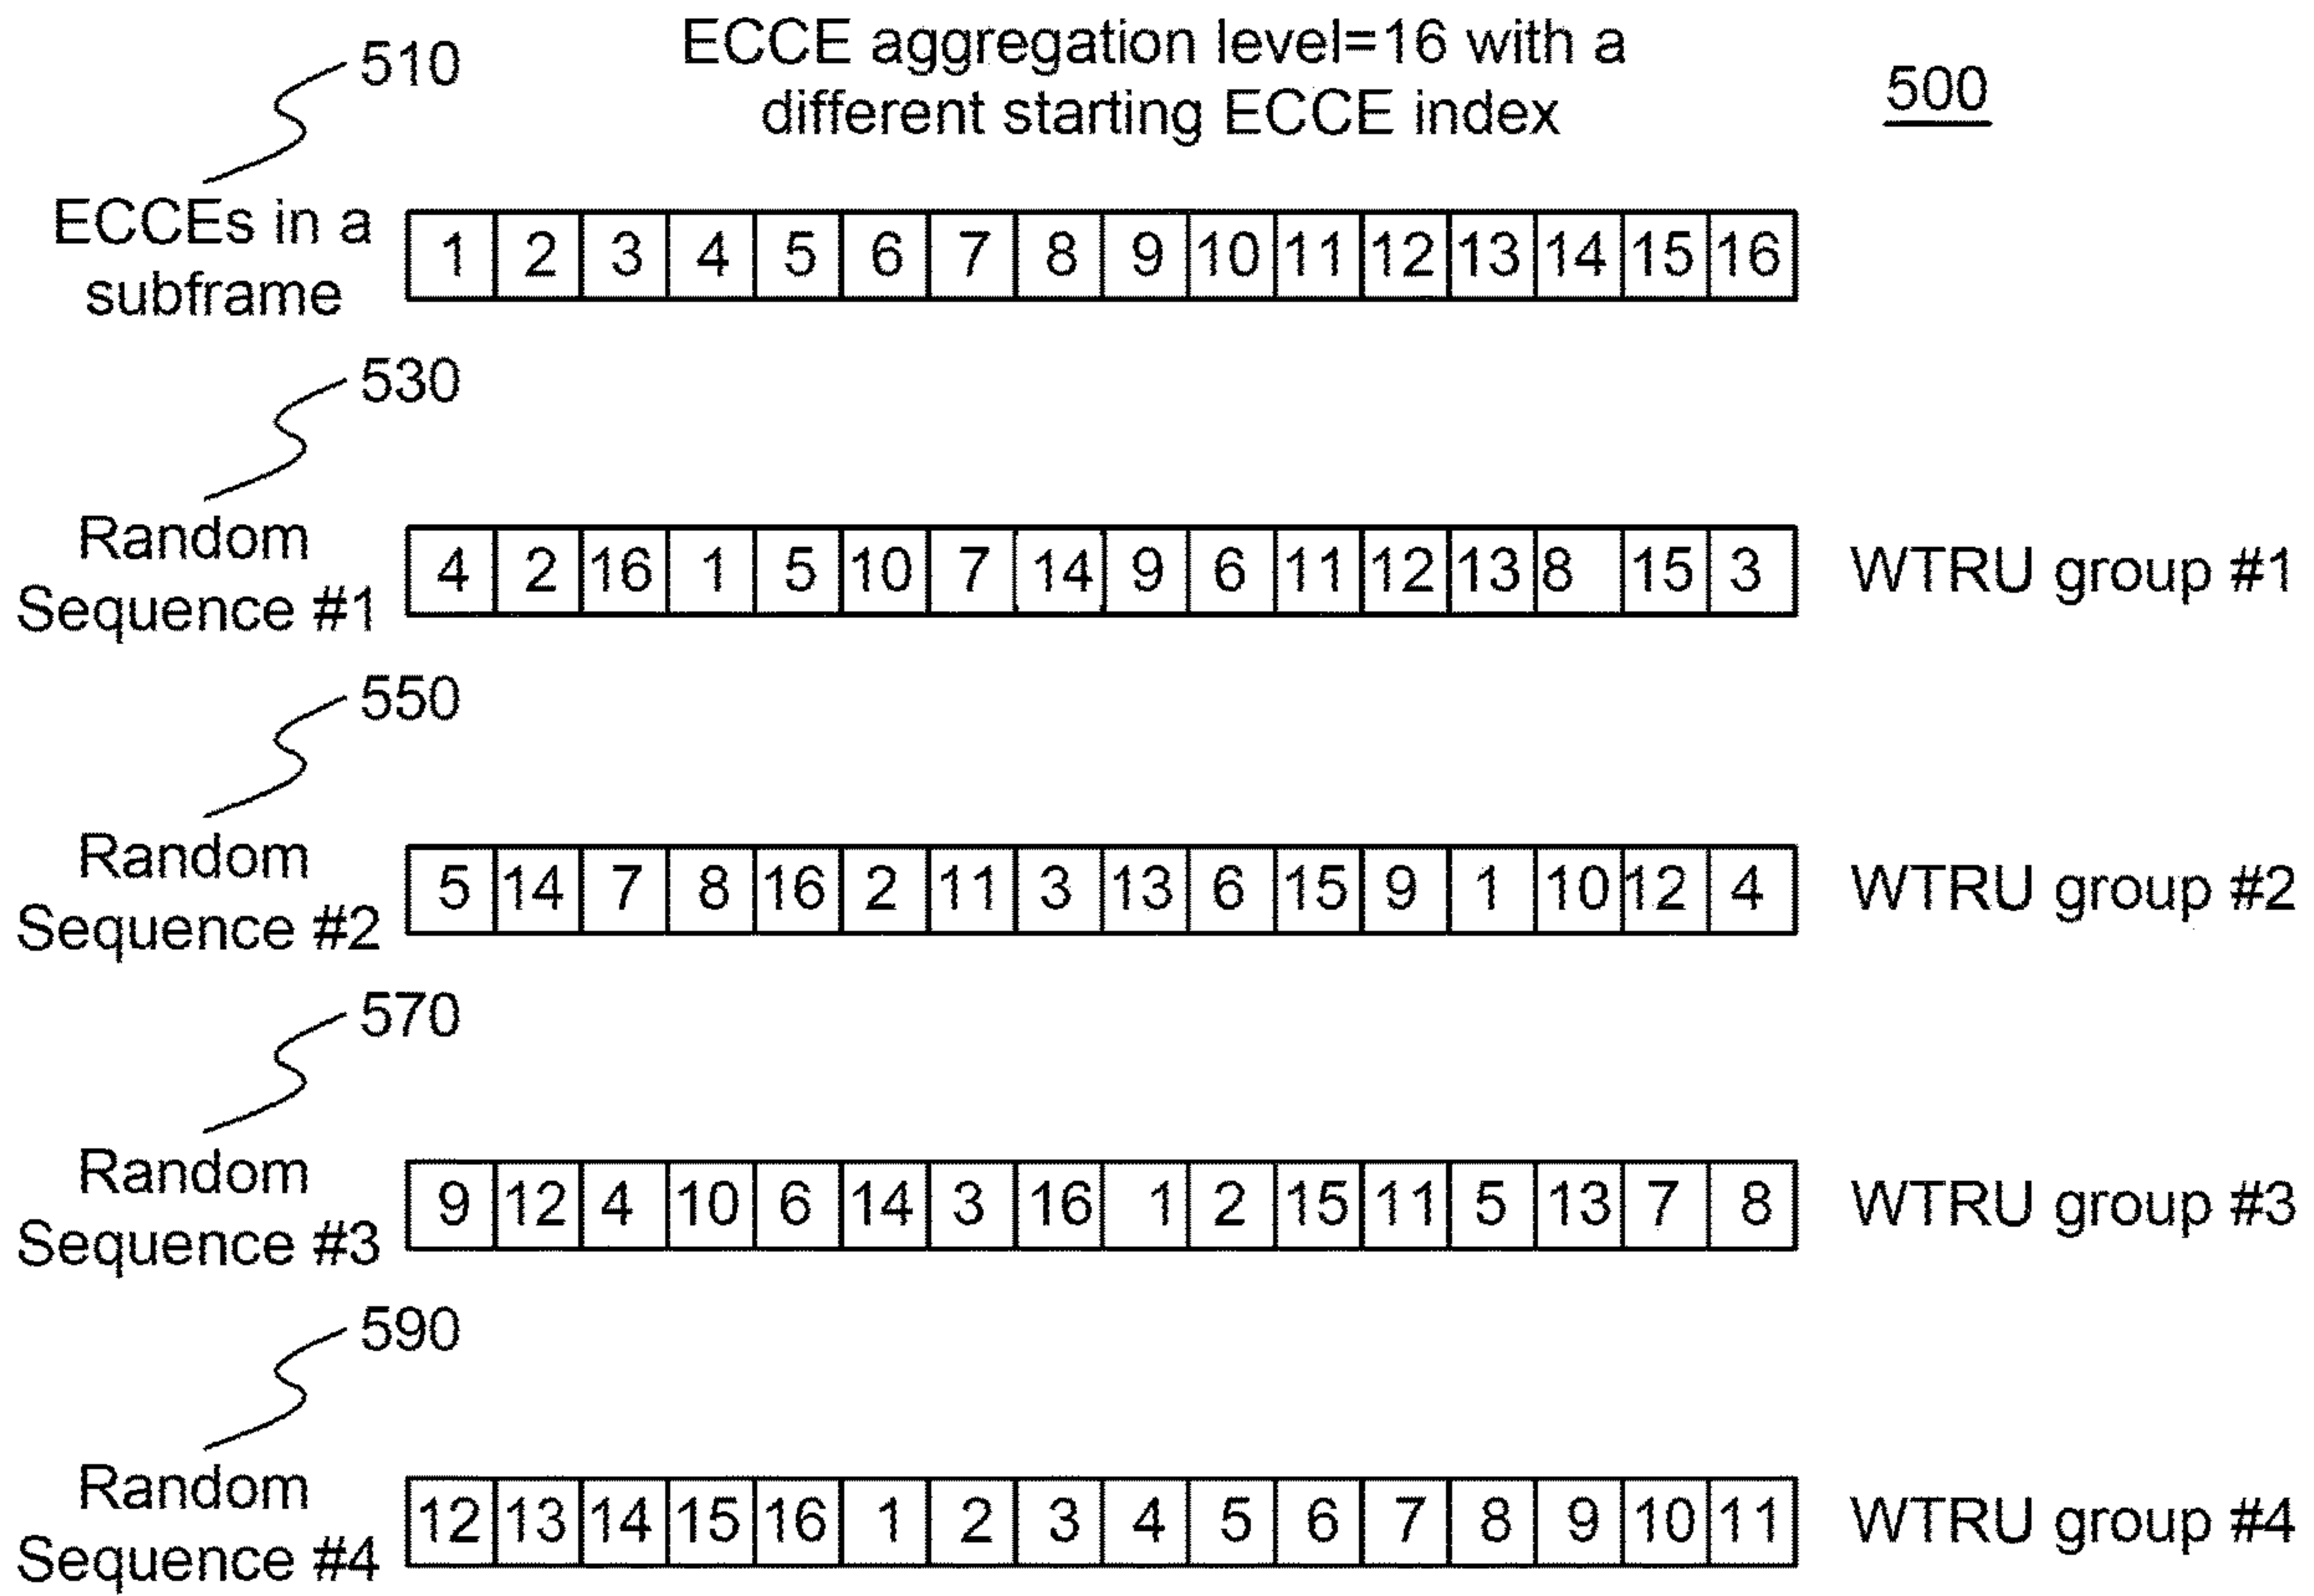 510
ECCE aggregation level=16 with a
different starting ECCE index
500
ECCEs in a
subframe
1 2 3 4 5 6 7 8 9 10 11 12 13 14 15 16
530
Random
Sequence #1
4 2 16 1 5 10 7 14 9 6 11 12 13 8 15 3
WTRU group #1
550
Random
Sequence #2
5 14 7 8 16 2 11 3 13 6 15 9 1 10 12 4
WTRU group #2
570
Random
Sequence #3
9 12 4 10 6 14 3 16 1 2 15 11 5 13 7 8
WTRU group #3
590
Random
Sequence #4
12 13 14 15 16 1 2 3 4 5 6 7 8 9 10 11
WTRU group #4